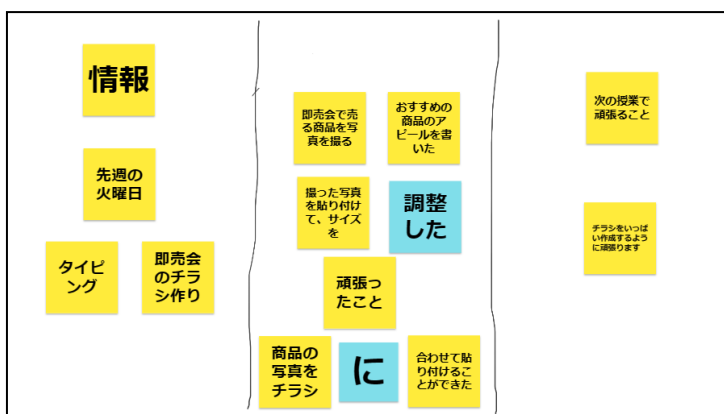 情報
先週の
火曜日
タイピ
ング
即売会
のチラ
シ作り
即売会で売
る商品を写
真を撮る
おすすめの
商品のア
ピールを書
いた
撮った写真
を貼り付け
て、サイズ
を
調整
した
頑張っ
たこと
商品の
写真を
チラシ
に
合わせて貼
り付けるこ
とができた
次の授業で
頑張ること
チラシをいっぱ
い作成するよう
に頑張ります